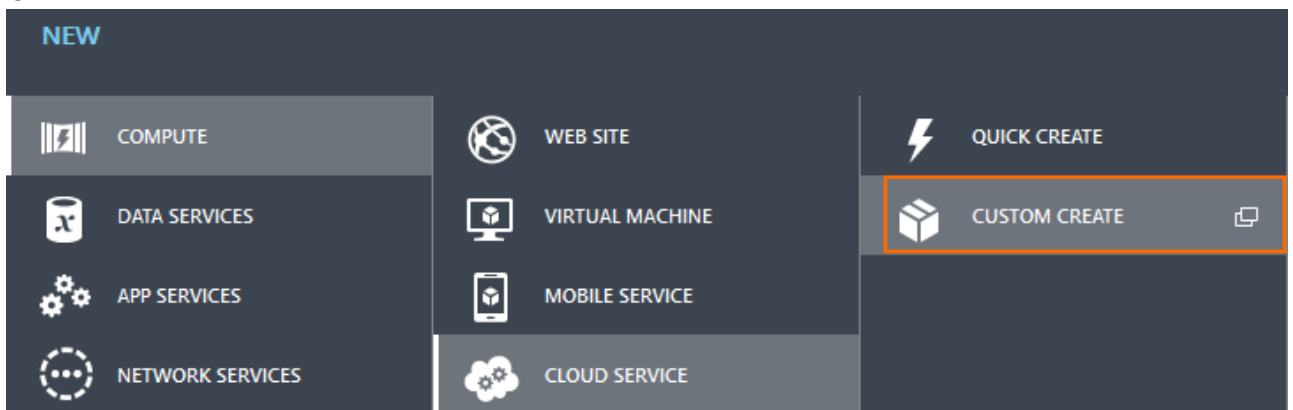 NEW
COMPUTE
DATA SERVICES
APP SERVICES
NETWORK SERVICES
WEB SITE
VIRTUAL MACHINE
MOBILE SERVICE
CLOUD SERVICE
QUICK CREATE
CUSTOM CREATE